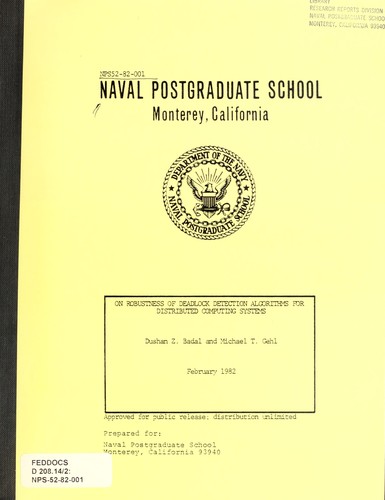 LIBRARY
RESEARCH REPORTS DIVISION
NAVAL POSTGRADUATE SCHOOL
MONTEREY, CALIFORNIA 93940
NPS52-82-001
NAVAL POSTGRADUATE SCHOOL
Monterey, California
DEPARTMENT OF THE NAVY
NAVAL POSTGRADUATE SCHOOL
ON ROBUSTNESS OF DEADLOCK DETECTION ALGORITHMS FOR
DISTRIBUTED COMPUTING SYSTEMS
Dushan Z. Badal and Michael T. Gehl
February 1982
Approved for public release; distribution unlimited
Prepared for:
Naval Postgraduate School
Monterey, California 93940
FEDDOCS
D 208.14/2:
NPS-52-82-001